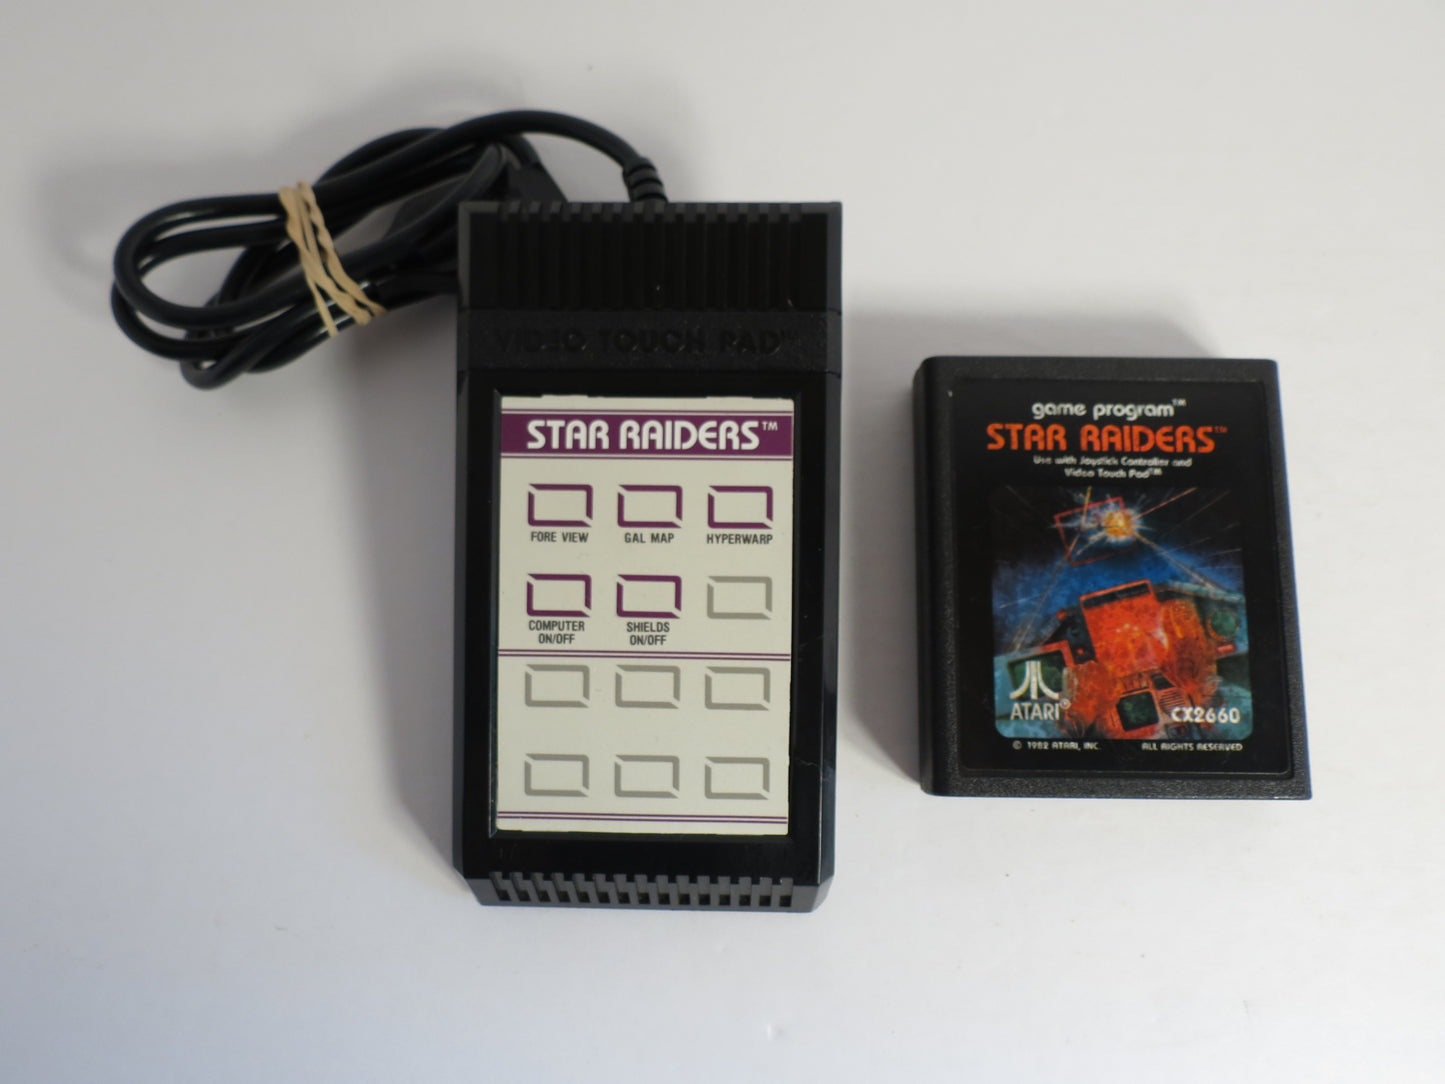 VIDEO TOUCH PAD™
STAR RAIDERS™
FORE VIEW
GAL MAP
HYPERWARP
COMPUTER
ON/OFF
SHIELDS
ON/OFF
game program™
STAR RAIDERS™
Use with Joystick Controller and
Video Touch Pad™
ATARI®
CX2660
© 1982 ATARI, INC.
ALL RIGHTS RESERVED